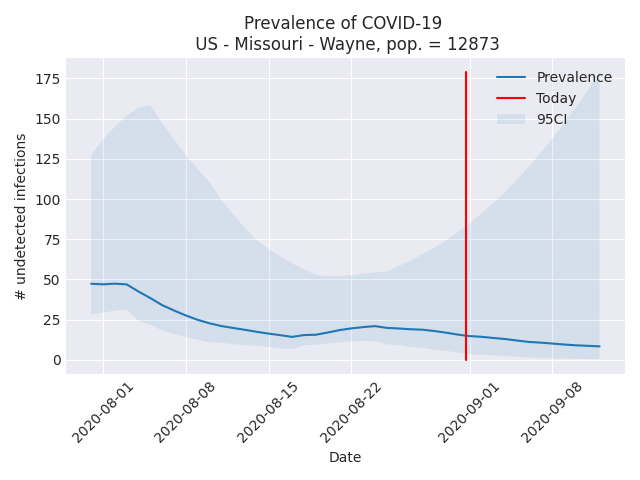 Prevalence of COVID-19
US - Missouri - Wayne, pop. = 12873
Prevalence
Today
95CI
175
150
125
100
75
50
25
0
# undetected infections
2020-08-01
2020-08-08
2020-08-15
2020-08-22
2020-09-01
2020-09-08
Date